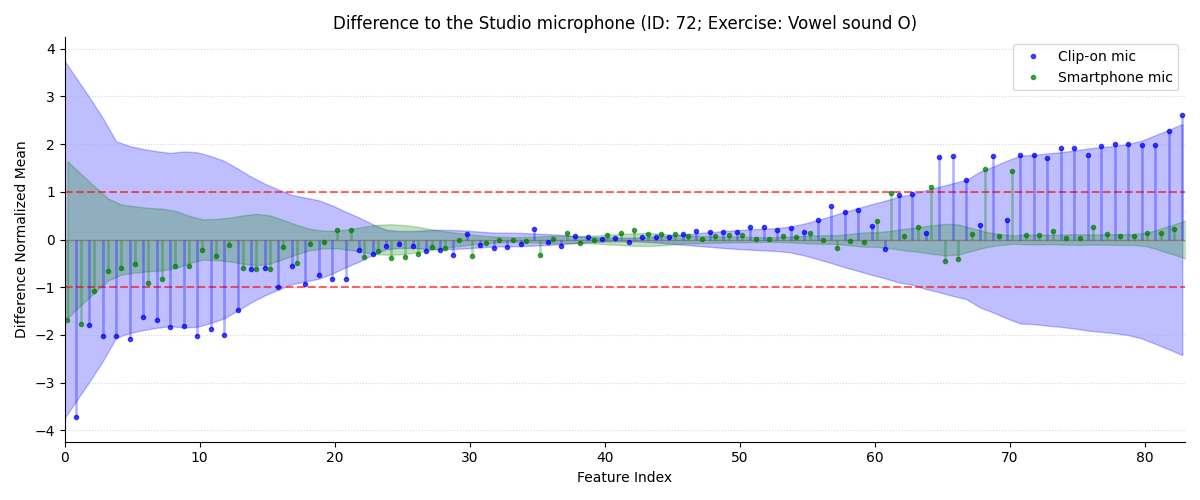 Difference to the Studio microphone (ID: 72; Exercise: Vowel sound O)
Clip-on mic
Smartphone mic
Difference Normalized Mean
4
3
2
1
0
−1
−2
−3
−4
0 10 20 30 40 50 60 70 80
Feature Index